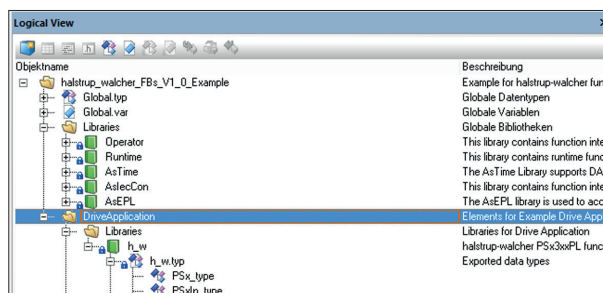 Logical View
Objektname Beschreibung
halstrup_walcher_FBs_V1_0_Example Example for halstrup-walcher fun
Global.typ Globale Datentypen
Global.var Globale Variablen
Libraries Globale Bibliotheken
Operator This library contains function inte
Runtime This library contains runtime func
AsTime The AsTime Library supports DA
AsIecCon This library contains function inte
AsEPL The AsEPL library is used to acc
DriveApplication Elements for Example Drive Appl
Libraries Libraries for Drive Application
h_w halstrup-walcher PSx3xxPL func
h_w.typ Exported data types
PSx_type
PSxIn_type